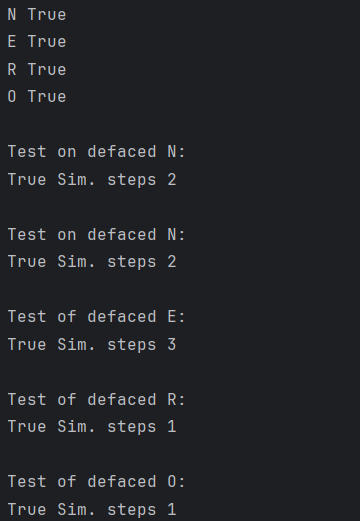 N True
E True
R True
O True
Test on defaced N:
True Sim. steps 2
Test on defaced N:
True Sim. steps 2
Test of defaced E:
True Sim. steps 3
Test of defaced R:
True Sim. steps 1
Test of defaced O:
True Sim. steps 1